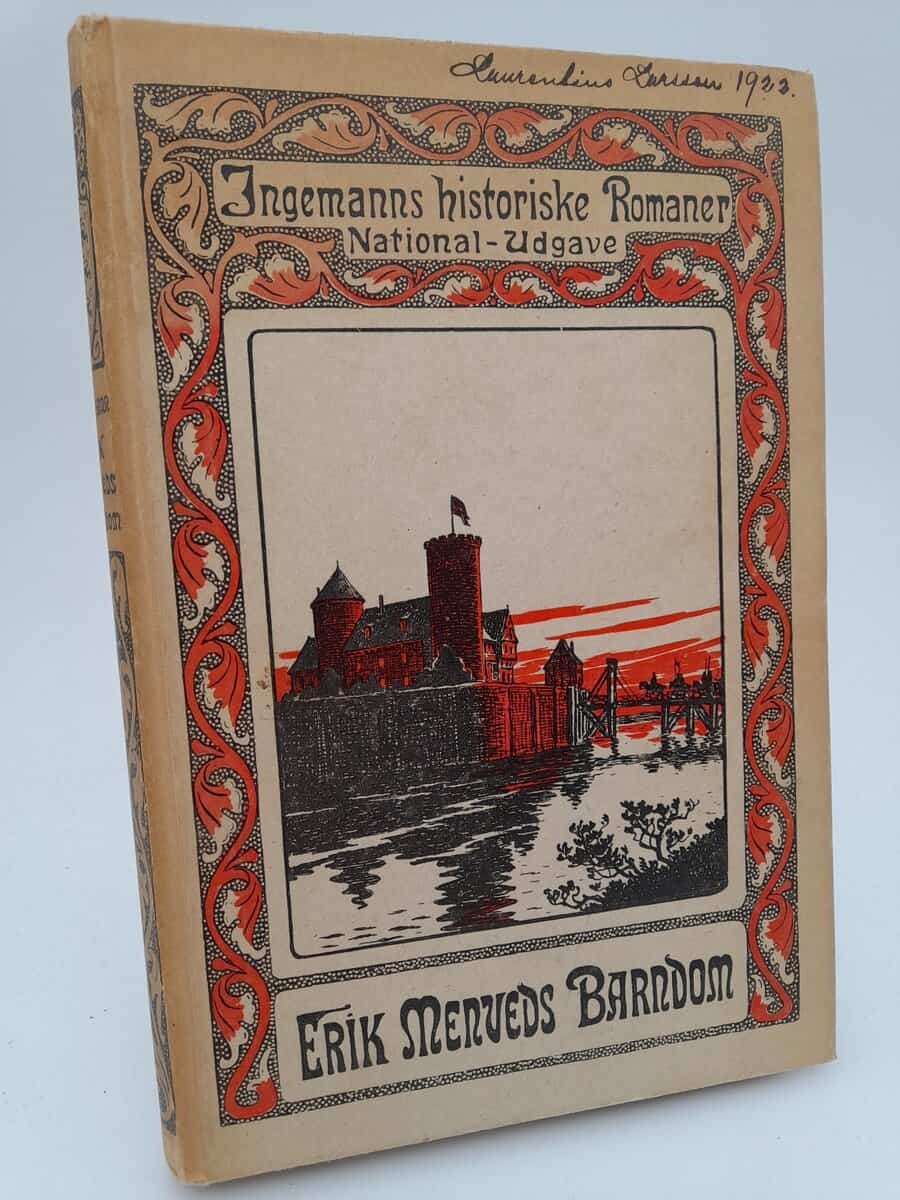 Laurentius Larsson 1922.
Ingemanns historiske Romaner
National-Udgave
ERIK MENVEDS BARNDOM